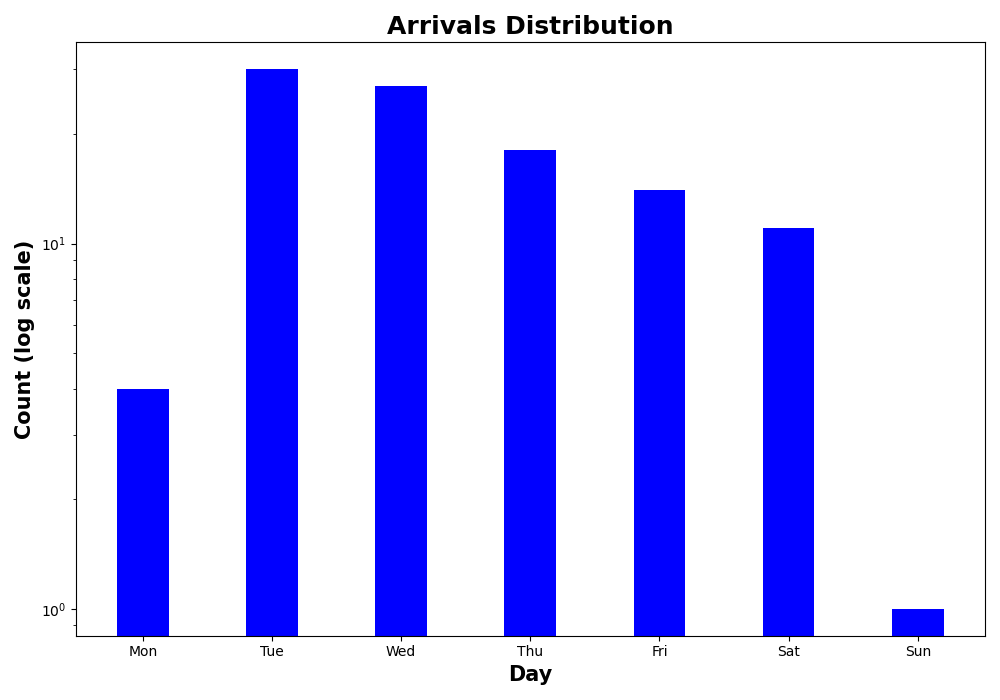 Arrivals Distribution
Count (log scale)
10¹
10⁰
Mon Tue Wed Thu Fri Sat Sun
Day